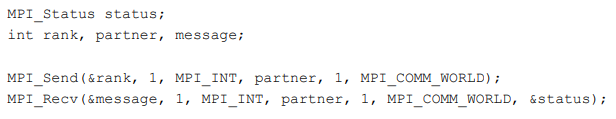 MPI_Status status;
int rank, partner, message;
MPI_Send(&rank, 1, MPI_INT, partner, 1, MPI_COMM_WORLD);
MPI_Recv(&message, 1, MPI_INT, partner, 1, MPI_COMM_WORLD, &status);